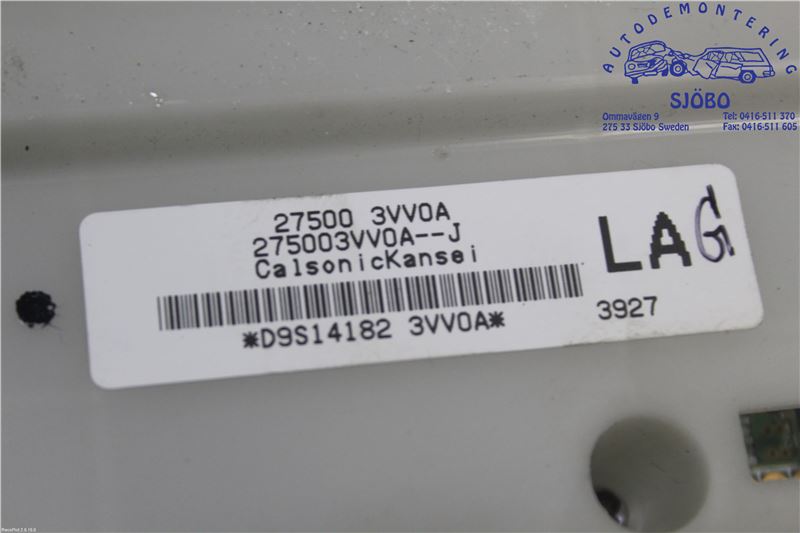 AUTODEMONTERING
SJÖBO
Ommavägen 9 Tel: 0416-511 370
275 33 Sjöbo Sweden Fax: 0416-511 605
27500 3VV0A
275003VV0A--J
CalsonicKansei
LAG
*D9S14182 3VV0A*
3927